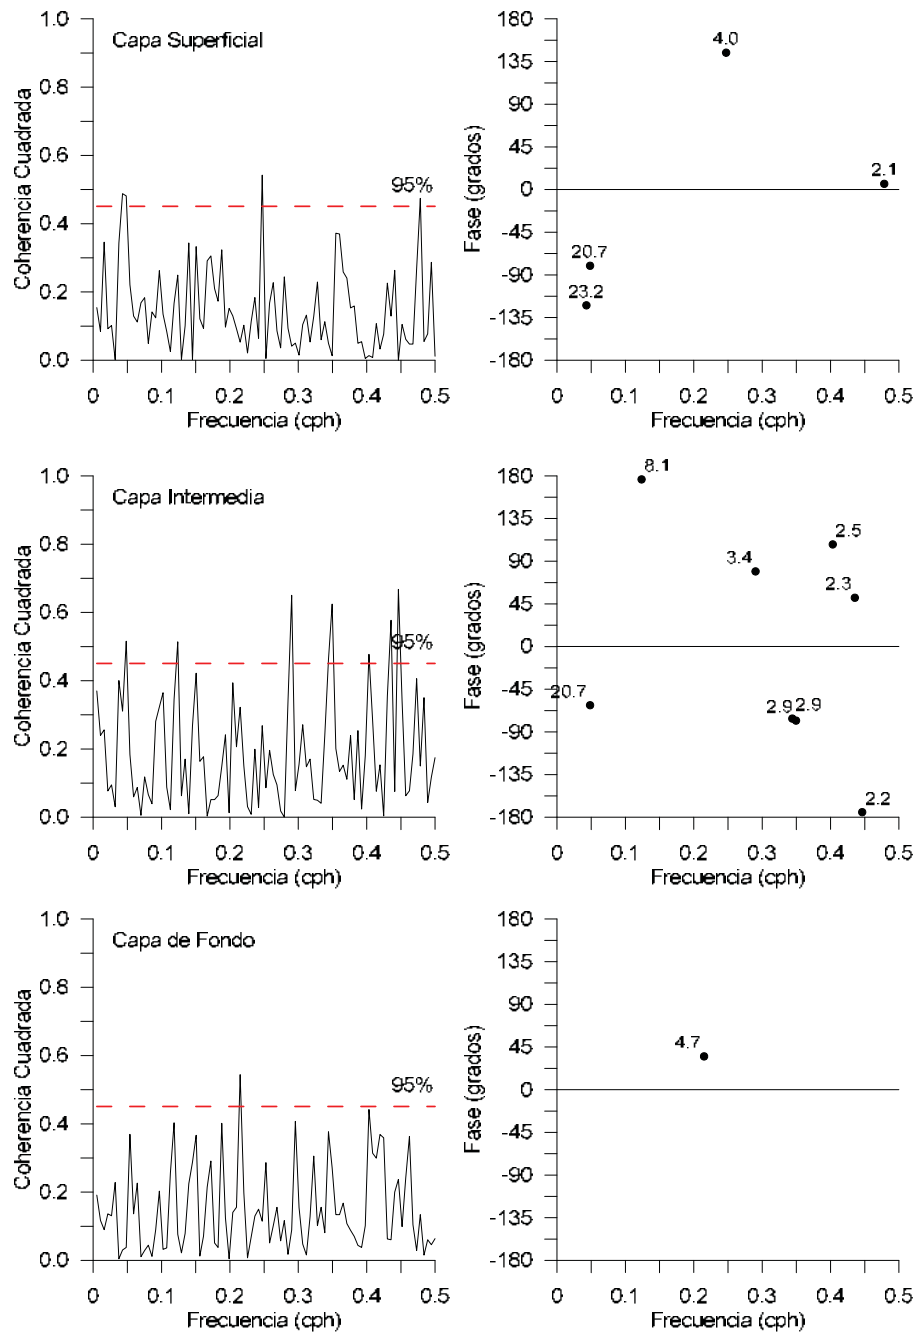 Capa Superficial
Coherencia Cuadrada
1.0
0.8
0.6
0.4
0.2
0.0
95%
0 0.1 0.2 0.3 0.4 0.5
Frecuencia (cph)
Fase (grados)
180
135
90
45
0
-45
-90
-135
-180
4.0
2.1
20.7
23.2
0 0.1 0.2 0.3 0.4 0.5
Frecuencia (cph)
Capa Intermedia
Coherencia Cuadrada
1.0
0.8
0.6
0.4
0.2
0.0
95%
0 0.1 0.2 0.3 0.4 0.5
Frecuencia (cph)
Fase (grados)
180
135
90
45
0
-45
-90
-135
-180
8.1
2.5
3.4
2.3
20.7
2.9 2.9
2.2
0 0.1 0.2 0.3 0.4 0.5
Frecuencia (cph)
Capa de Fondo
Coherencia Cuadrada
1.0
0.8
0.6
0.4
0.2
0.0
95%
0 0.1 0.2 0.3 0.4 0.5
Frecuencia (cph)
Fase (grados)
180
135
90
45
0
-45
-90
-135
-180
4.7
0 0.1 0.2 0.3 0.4 0.5
Frecuencia (cph)